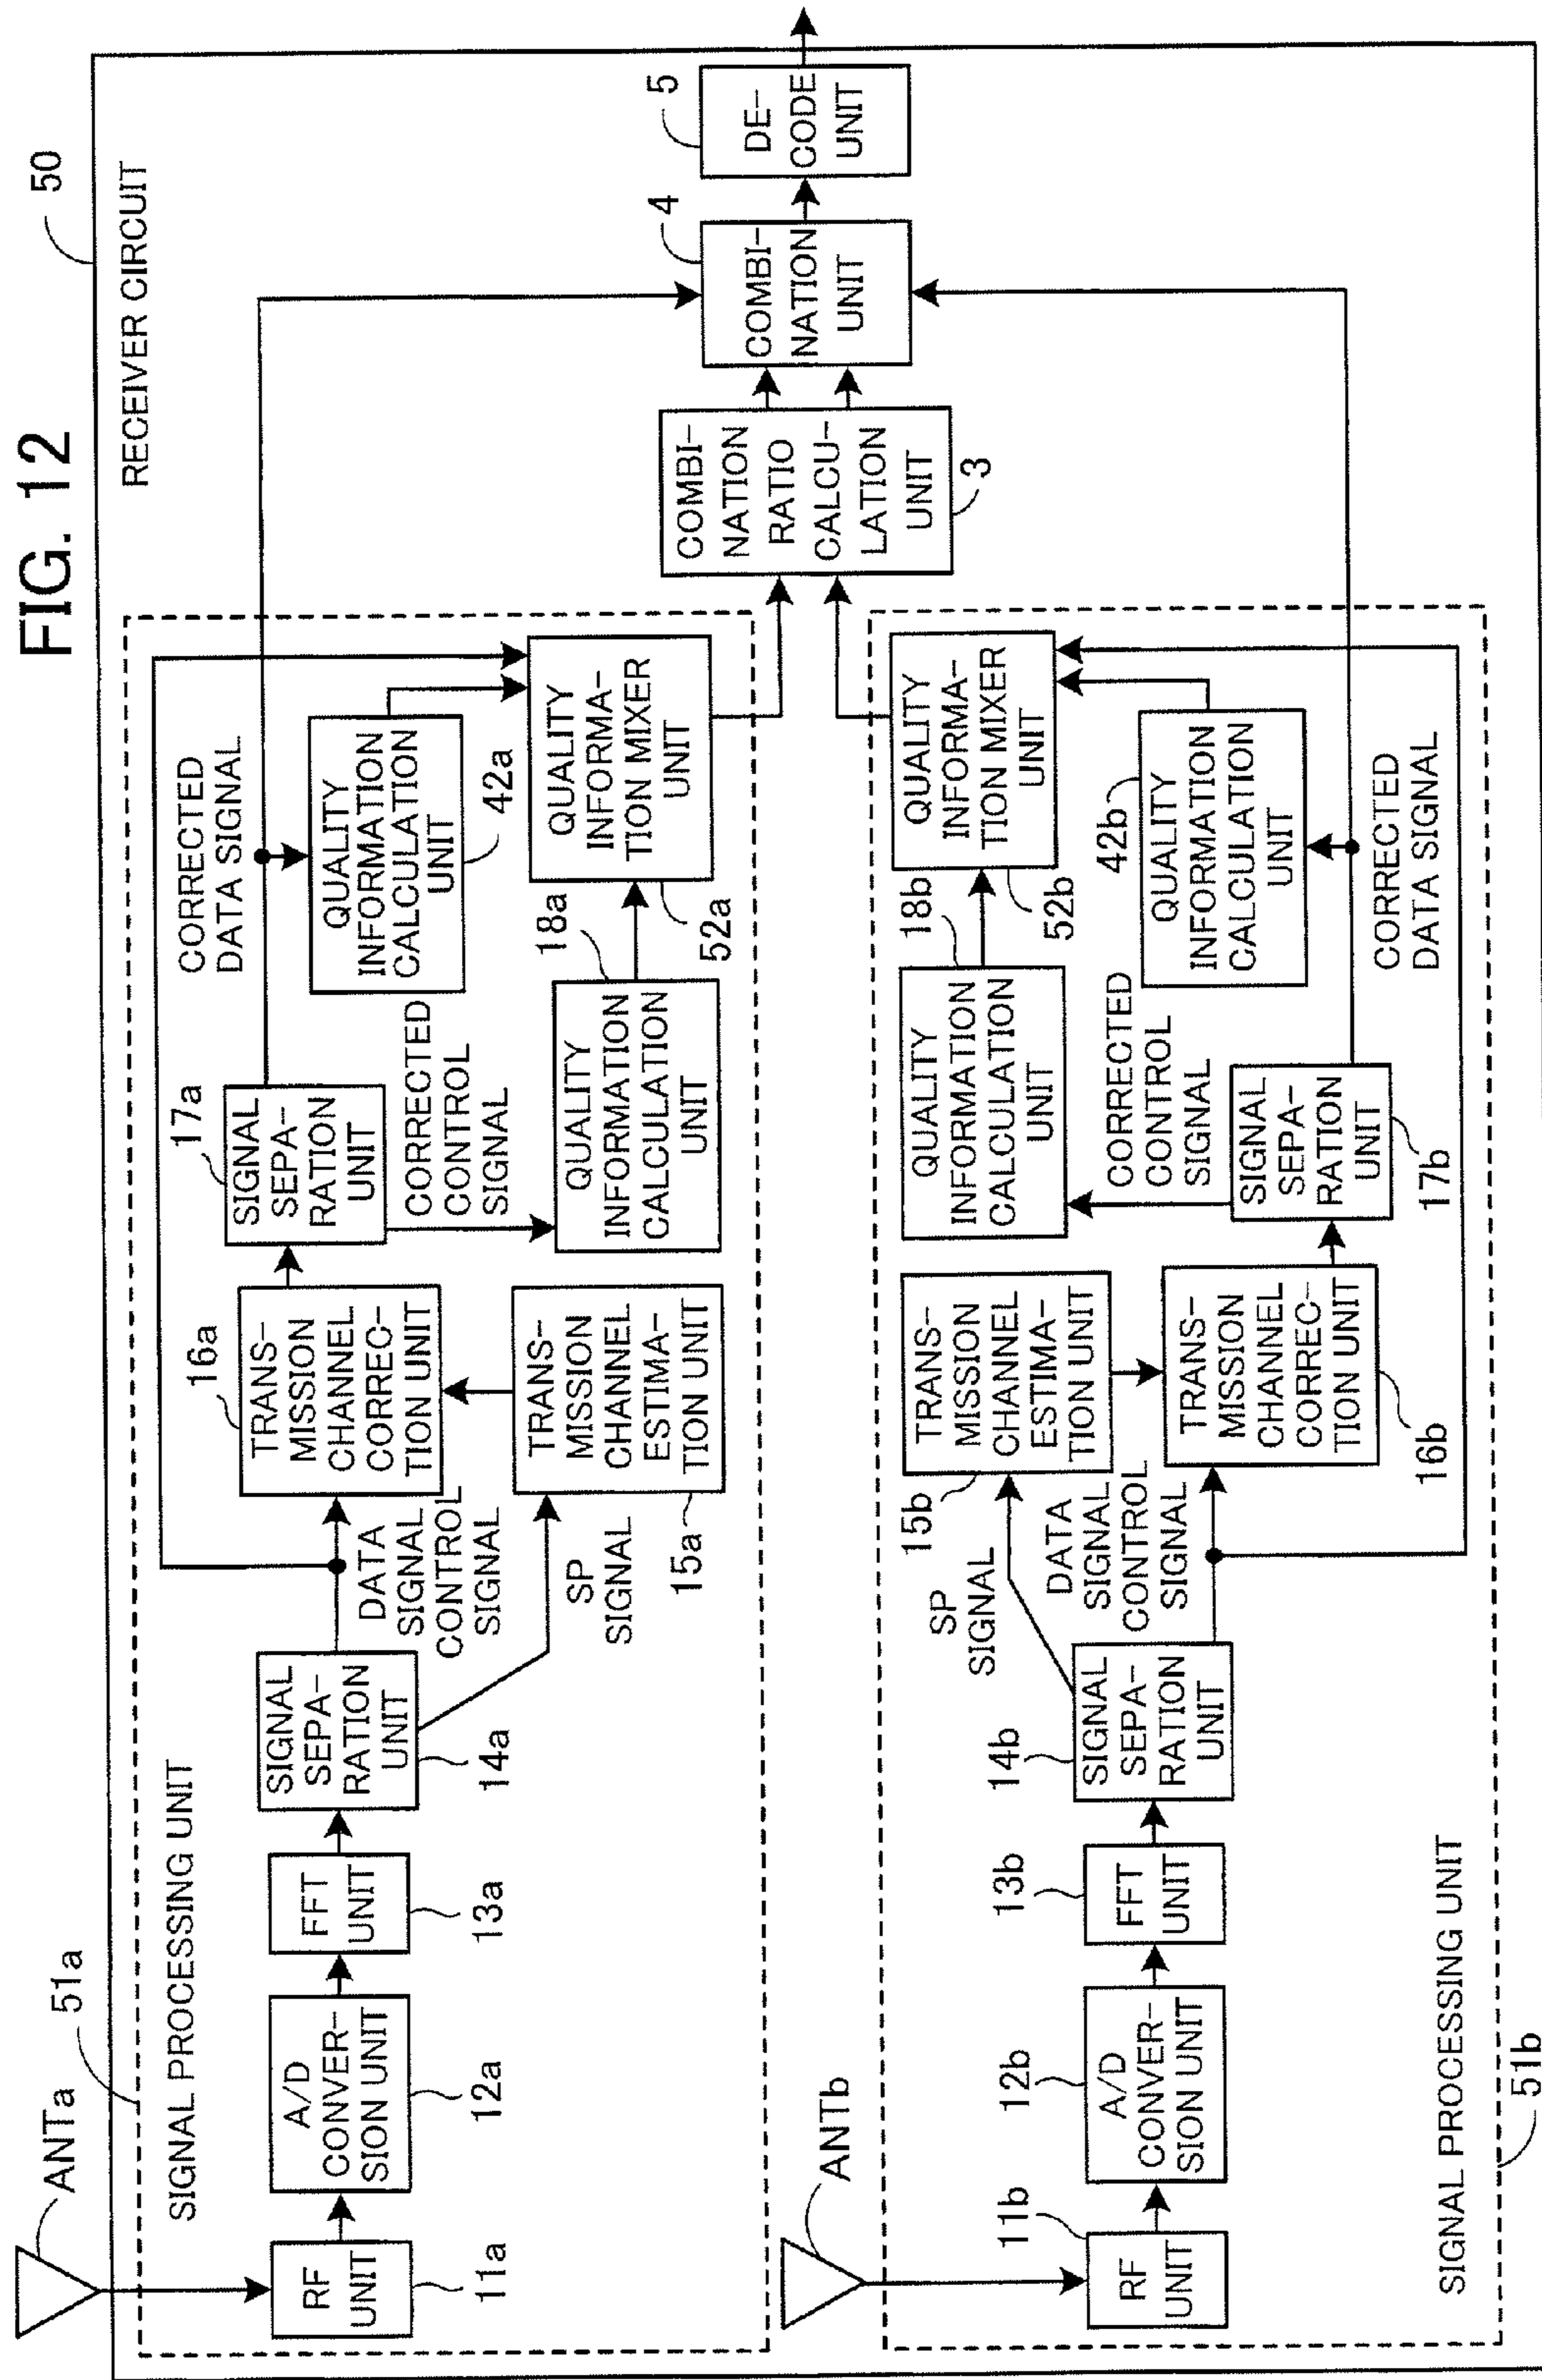 FIG. 12
50
RECEIVER CIRCUIT
ANTa
51a
SIGNAL PROCESSING UNIT
RF
UNIT
11a
A/D
CONVER-
SION UNIT
12a
FFT
UNIT
13a
SIGNAL
SEPA-
RATION
UNIT
14a
DATA
SIGNAL
CONTROL
SIGNAL
SP
SIGNAL
16a
TRANS-
MISSION
CHANNEL
CORREC-
TION UNIT
TRANS-
MISSION
CHANNEL
ESTIMA-
TION UNIT
15a
17a
SIGNAL
SEPA-
RATION
UNIT
CORRECTED
CONTROL
SIGNAL
CORRECTED
DATA SIGNAL
QUALITY
INFORMATION
CALCULATION
UNIT
42a
18a
QUALITY
INFORMATION
CALCULATION
UNIT
QUALITY
INFORMA-
TION MIXER
UNIT
52a
COMBI-
NATION
RATIO
CALCU-
LATION
UNIT
3
4
COMBI-
NATION
UNIT
5
DE-
CODE
UNIT
ANTb
11b
RF
UNIT
12b
A/D
CONVER-
SION UNIT
13b
FFT
UNIT
14b
SIGNAL
SEPA-
RATION
UNIT
SP
SIGNAL
DATA
SIGNAL
CONTROL
SIGNAL
15b
TRANS-
MISSION
CHANNEL
ESTIMA-
TION UNIT
TRANS-
MISSION
CHANNEL
CORREC-
TION UNIT
16b
SIGNAL
SEPA-
RATION
UNIT
17b
CORRECTED
CONTROL
SIGNAL
18b
QUALITY
INFORMATION
CALCULATION
UNIT
QUALITY
INFORMA-
TION MIXER
UNIT
52b
42b
QUALITY
INFORMATION
CALCULATION
UNIT
CORRECTED
DATA SIGNAL
SIGNAL PROCESSING UNIT
51b